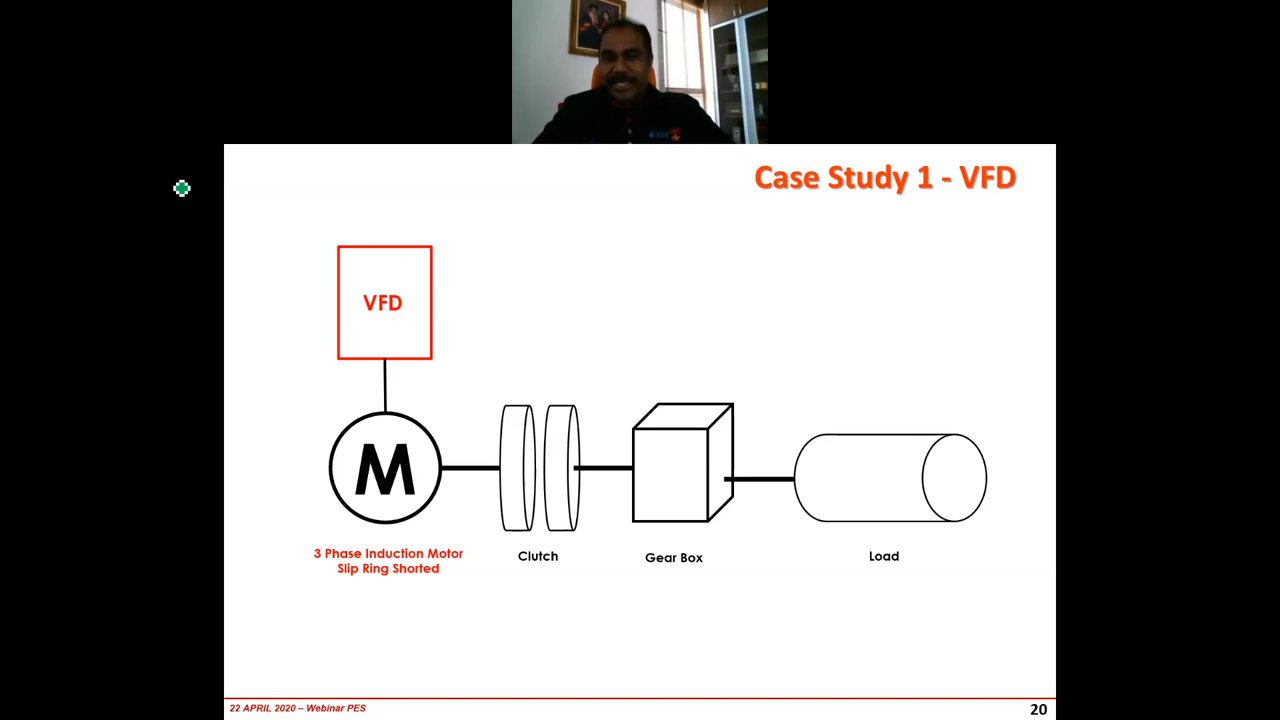 Case Study 1 - VFD
VFD
M
3 Phase Induction Motor
Slip Ring Shorted
Clutch
Gear Box
Load
22 APRIL 2020 – Webinar PES
20